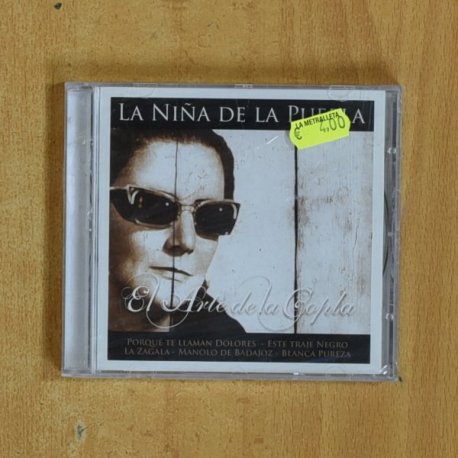 LA NIÑA DE LA
LA METRALLETA
€ 4,00
El Arte de la Copla
PORQUE TE LLAMAN DOLORES - ESTE TRAJE NEGRO
LA ZAGALA - MANOLO DE BADAJOZ - BLANCA PUREZA